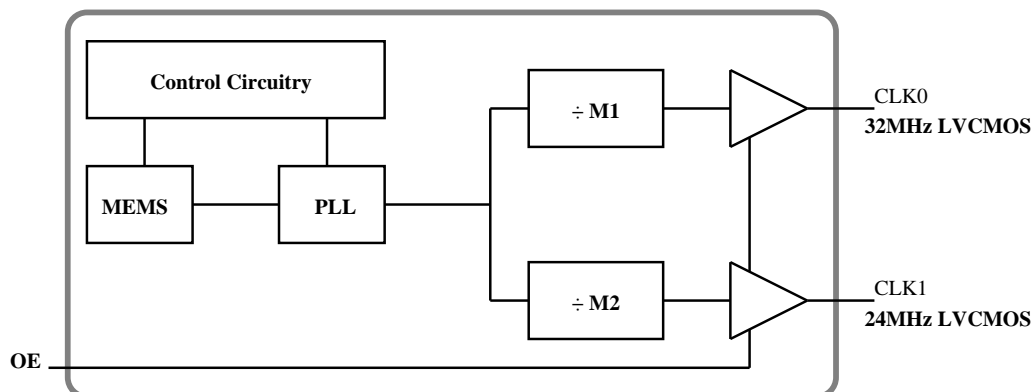 Control Circuitry
MEMS
PLL
÷ M1
÷ M2
CLK0
32MHz LVCMOS
CLK1
24MHz LVCMOS
OE